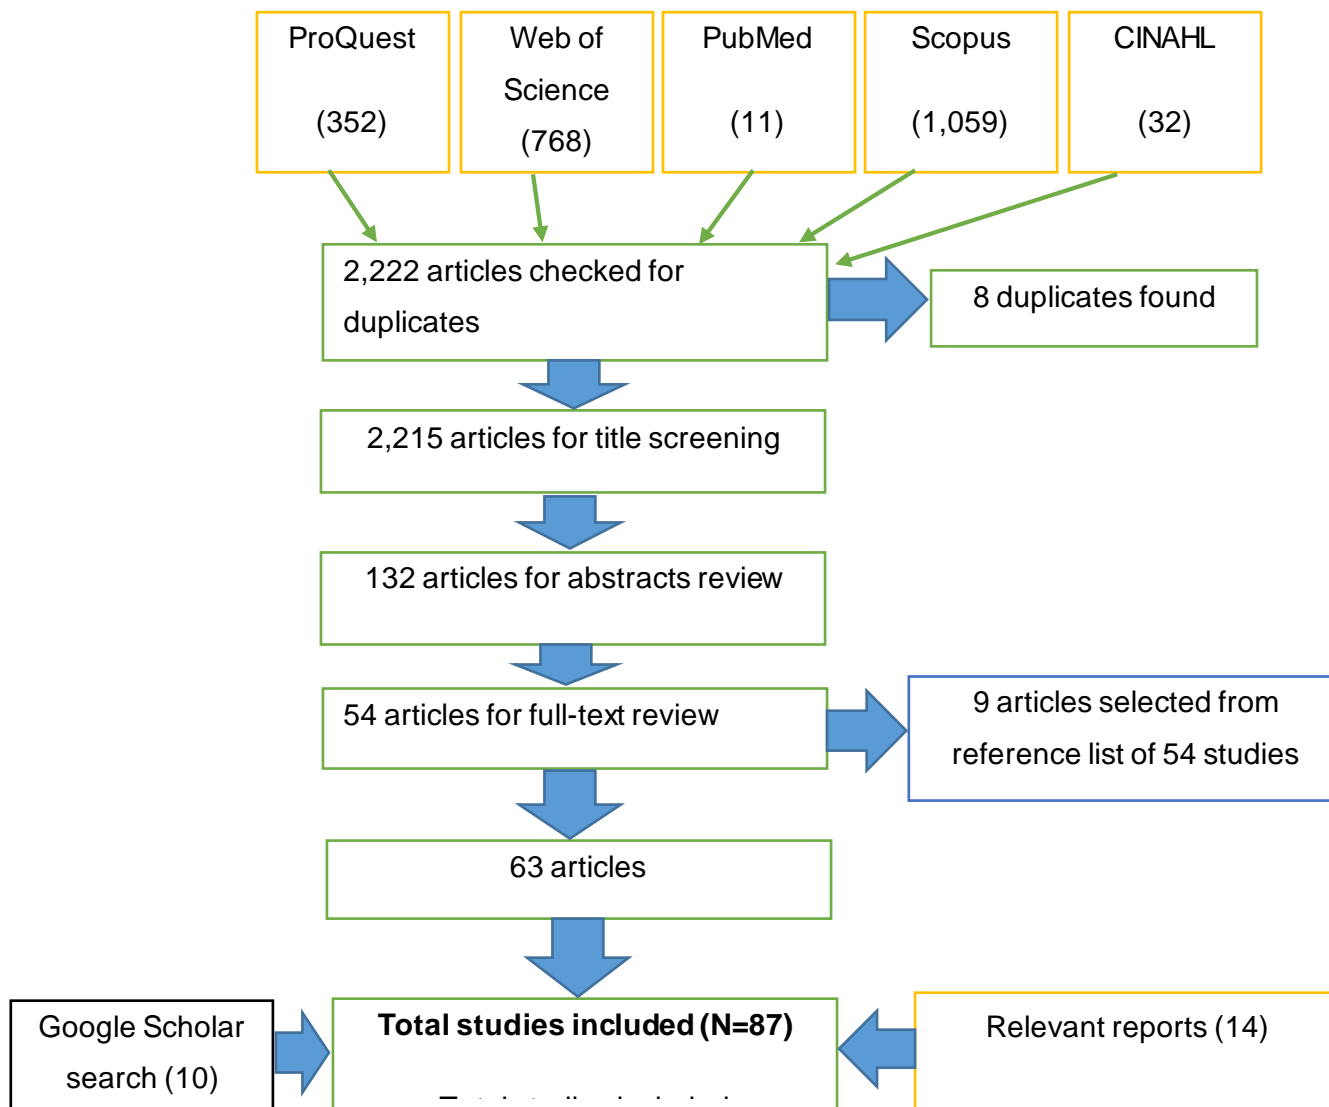 ProQuest
(352)
Web of
Science
(768)
PubMed
(11)
Scopus
(1,059)
CINAHL
(32)
2,222 articles checked for
duplicates
8 duplicates found
2,215 articles for title screening
132 articles for abstracts review
54 articles for full-text review
9 articles selected from
reference list of 54 studies
63 articles
Google Scholar
search (10)
Total studies included (N=87)
Relevant reports (14)